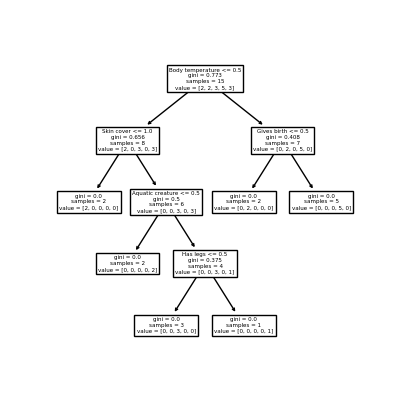 Body temperature <= 0.5
gini = 0.773
samples = 15
value = [2, 2, 3, 5, 3]
Skin cover <= 1.0
gini = 0.656
samples = 8
value = [2, 0, 3, 0, 3]
Gives birth <= 0.5
gini = 0.408
samples = 7
value = [0, 2, 0, 5, 0]
gini = 0.0
samples = 2
value = [2, 0, 0, 0, 0]
Aquatic creature <= 0.5
gini = 0.5
samples = 6
value = [0, 0, 3, 0, 3]
gini = 0.0
samples = 2
value = [0, 2, 0, 0, 0]
gini = 0.0
samples = 5
value = [0, 0, 0, 5, 0]
gini = 0.0
samples = 2
value = [0, 0, 0, 0, 2]
Has legs <= 0.5
gini = 0.375
samples = 4
value = [0, 0, 3, 0, 1]
gini = 0.0
samples = 3
value = [0, 0, 3, 0, 0]
gini = 0.0
samples = 1
value = [0, 0, 0, 0, 1]